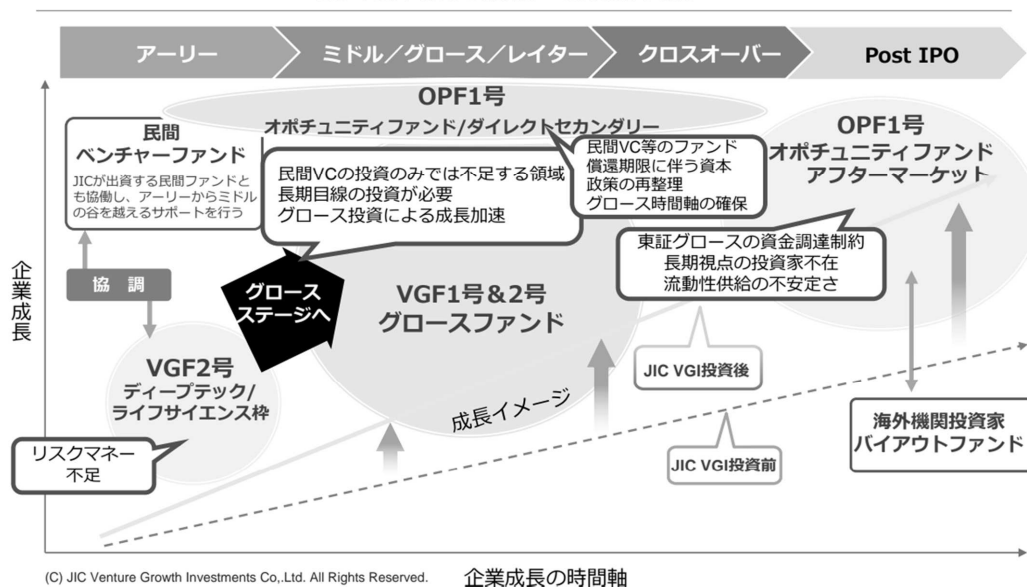 アーリー
ミドル／グロース／レイター
クロスオーバー
Post IPO
OPF1号
オポチュニティファンド/ダイレクトセカンダリー
民間
ベンチャーファンド
JICが出資する民間ファンドと
も協働し、アーリーからミドル
の谷を越えるサポートを行う
民間VCの投資のみでは不足する領域
長期目線の投資が必要
グロース投資による成長加速
民間VC等のファンド
償還期限に伴う資本
政策の再整理
グロース時間軸の確保
OPF1号
オポチュニティファンド
アフターマーケット
東証グロースの資金調達制約
長期視点の投資家不在
流動性供給の不安定さ
企業成長
協 調
グロース
ステージへ
VGF1号＆2号
グロースファンド
VGF2号
ディープテック/
ライフサイエンス枠
リスクマネー
不足
成長イメージ
JIC VGI投資後
JIC VGI投資前
海外機関投資家
バイアウトファンド
(C) JIC Venture Growth Investments Co,.Ltd. All Rights Reserved.
企業成長の時間軸